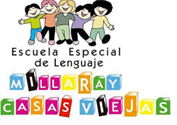 Escuela Especial
de Lenguaje
MILLARAY
CASAS VIEJAS